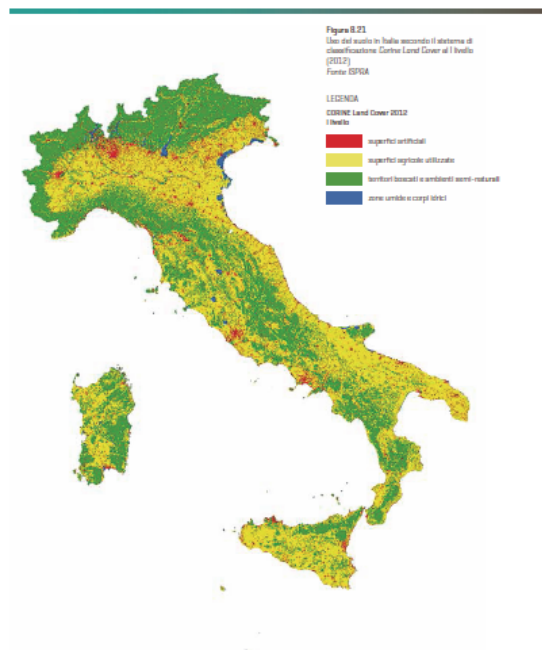 Figura 8.21
Uso del suolo in Italia secondo il sistema di
classificazione Corine Land Cover al I livello
(2012)
Fonte ISPRA
LEGENDA
CORINE Land Cover 2012
I livello
superfici artificiali
superfici agricole utilizzate
territori boscati e ambienti semi-naturali
zone umide e corpi idrici